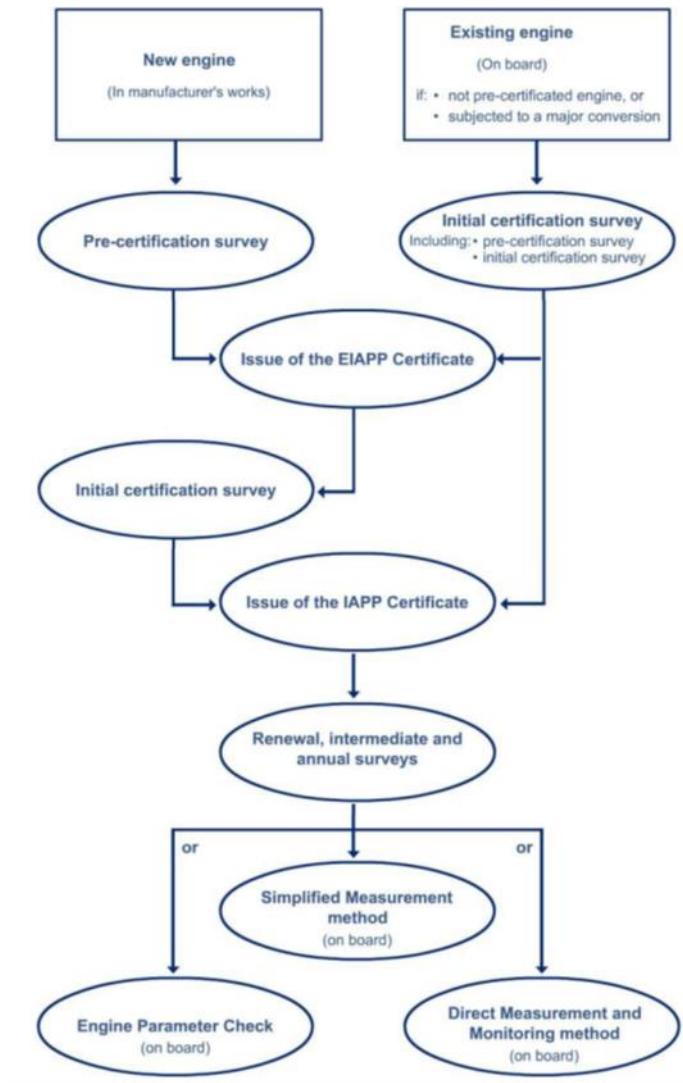 New engine
(In manufacturer's works)
Existing engine
(On board)
if: • not pre-certificated engine, or
• subjected to a major conversion
Pre-certification survey
Initial certification survey
Including: • pre-certification survey
• initial certification survey
Issue of the EIAPP Certificate
Initial certification survey
Issue of the IAPP Certificate
Renewal, intermediate and
annual surveys
or
or
Simplified Measurement
method
(on board)
Engine Parameter Check
(on board)
Direct Measurement and
Monitoring method
(on board)